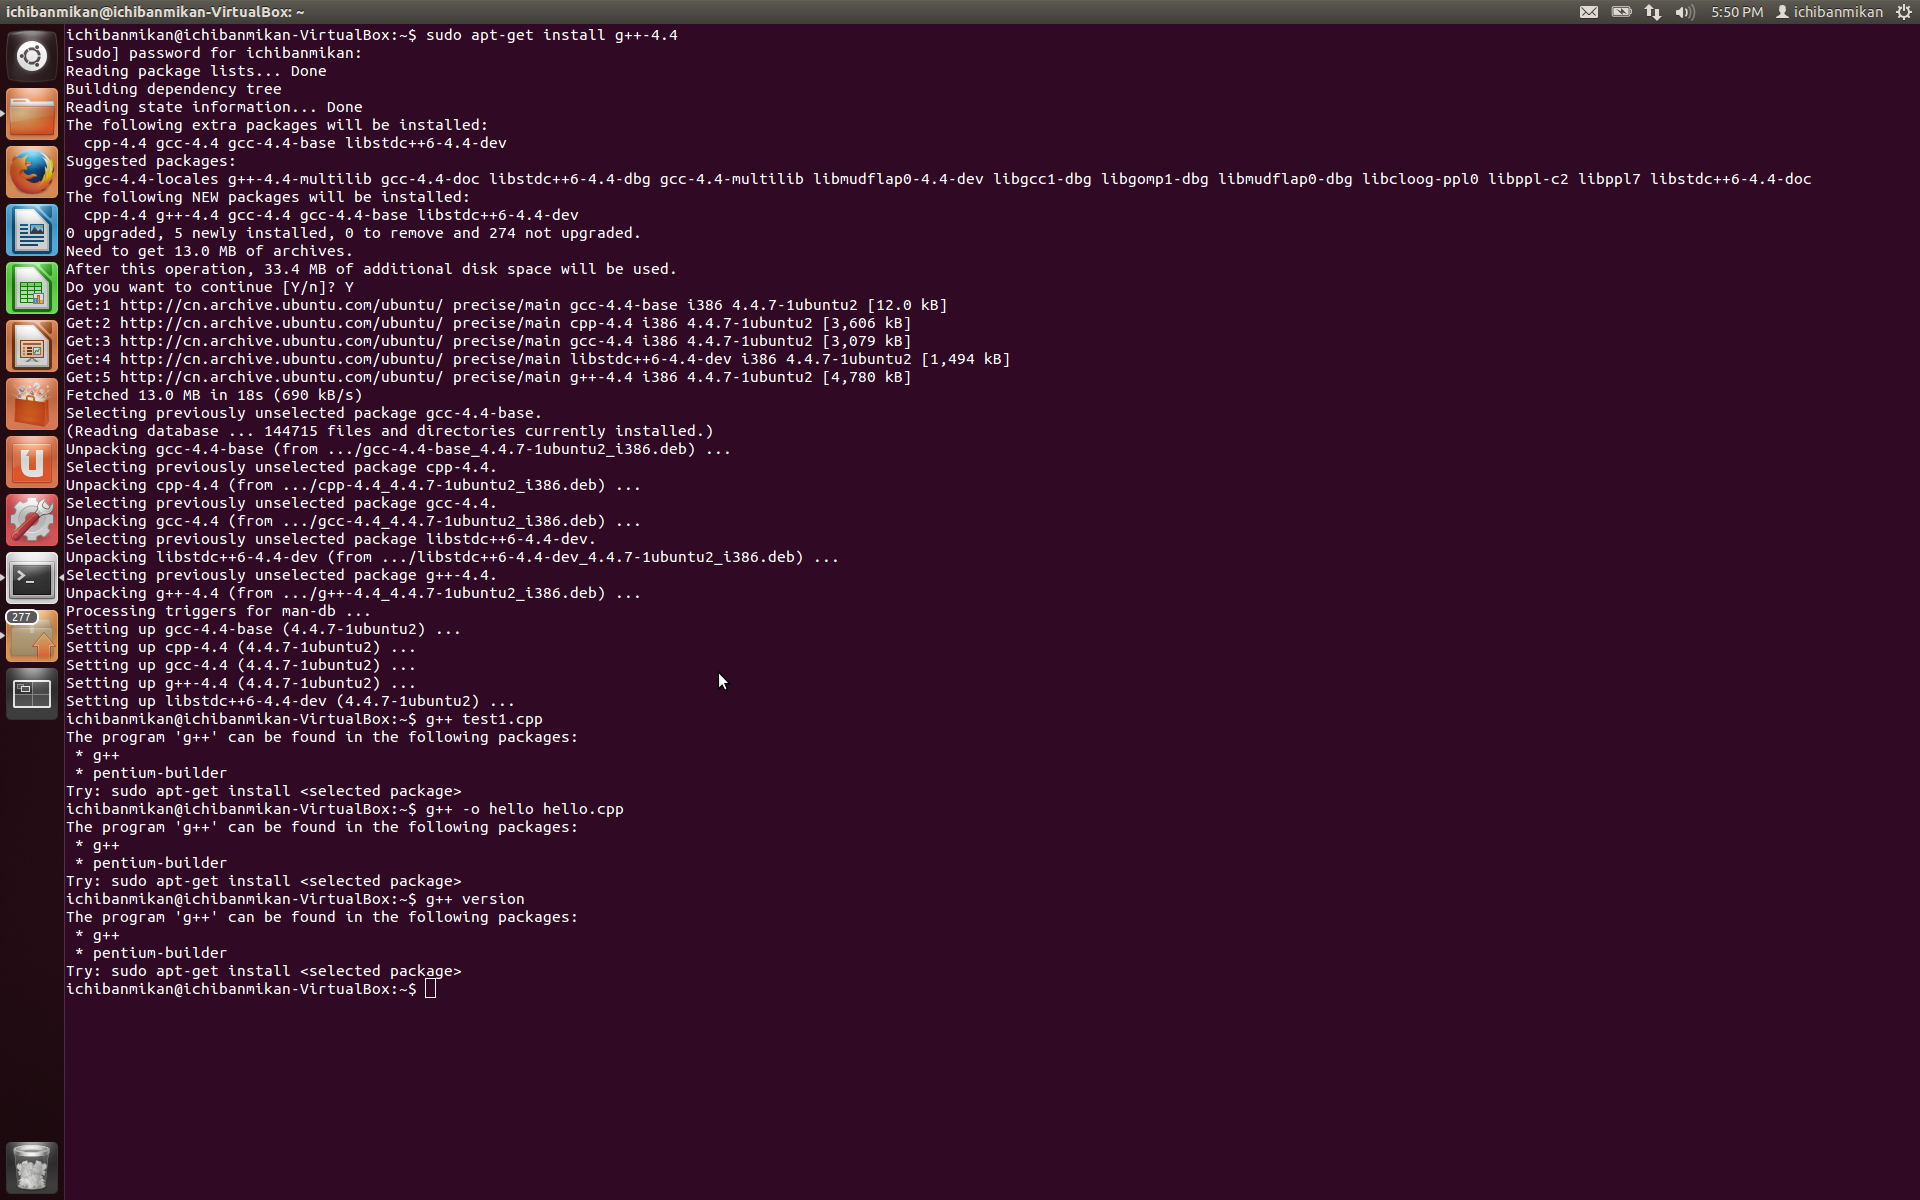 ichibanmikan@ichibanmikan-VirtualBox: ~
5:50 PM ichibanmikan
ichibanmikan@ichibanmikan-VirtualBox:~$ sudo apt-get install g++-4.4
[sudo] password for ichibanmikan:
Reading package lists... Done
Building dependency tree
Reading state information... Done
The following extra packages will be installed:
  cpp-4.4 gcc-4.4 gcc-4.4-base libstdc++6-4.4-dev
Suggested packages:
  gcc-4.4-locales g++-4.4-multilib gcc-4.4-doc libstdc++6-4.4-dbg gcc-4.4-multilib libmudflap0-4.4-dev libgcc1-dbg libgomp1-dbg libmudflap0-dbg libcloog-ppl0 libppl-c2 libppl7 libstdc++6-4.4-doc
The following NEW packages will be installed:
  cpp-4.4 g++-4.4 gcc-4.4 gcc-4.4-base libstdc++6-4.4-dev
0 upgraded, 5 newly installed, 0 to remove and 274 not upgraded.
Need to get 13.0 MB of archives.
After this operation, 33.4 MB of additional disk space will be used.
Do you want to continue [Y/n]? Y
Get:1 http://cn.archive.ubuntu.com/ubuntu/ precise/main gcc-4.4-base i386 4.4.7-1ubuntu2 [12.0 kB]
Get:2 http://cn.archive.ubuntu.com/ubuntu/ precise/main cpp-4.4 i386 4.4.7-1ubuntu2 [3,606 kB]
Get:3 http://cn.archive.ubuntu.com/ubuntu/ precise/main gcc-4.4 i386 4.4.7-1ubuntu2 [3,079 kB]
Get:4 http://cn.archive.ubuntu.com/ubuntu/ precise/main libstdc++6-4.4-dev i386 4.4.7-1ubuntu2 [1,494 kB]
Get:5 http://cn.archive.ubuntu.com/ubuntu/ precise/main g++-4.4 i386 4.4.7-1ubuntu2 [4,780 kB]
Fetched 13.0 MB in 18s (690 kB/s)
Selecting previously unselected package gcc-4.4-base.
(Reading database ... 144715 files and directories currently installed.)
Unpacking gcc-4.4-base (from .../gcc-4.4-base_4.4.7-1ubuntu2_i386.deb) ...
Selecting previously unselected package cpp-4.4.
Unpacking cpp-4.4 (from .../cpp-4.4_4.4.7-1ubuntu2_i386.deb) ...
Selecting previously unselected package gcc-4.4.
Unpacking gcc-4.4 (from .../gcc-4.4_4.4.7-1ubuntu2_i386.deb) ...
Selecting previously unselected package libstdc++6-4.4-dev.
Unpacking libstdc++6-4.4-dev (from .../libstdc++6-4.4-dev_4.4.7-1ubuntu2_i386.deb) ...
Selecting previously unselected package g++-4.4.
Unpacking g++-4.4 (from .../g++-4.4_4.4.7-1ubuntu2_i386.deb) ...
Processing triggers for man-db ...
Setting up gcc-4.4-base (4.4.7-1ubuntu2) ...
Setting up cpp-4.4 (4.4.7-1ubuntu2) ...
Setting up gcc-4.4 (4.4.7-1ubuntu2) ...
Setting up g++-4.4 (4.4.7-1ubuntu2) ...
Setting up libstdc++6-4.4-dev (4.4.7-1ubuntu2) ...
ichibanmikan@ichibanmikan-VirtualBox:~$ g++ test1.cpp
The program 'g++' can be found in the following packages:
 * g++
 * pentium-builder
Try: sudo apt-get install <selected package>
ichibanmikan@ichibanmikan-VirtualBox:~$ g++ -o hello hello.cpp
The program 'g++' can be found in the following packages:
 * g++
 * pentium-builder
Try: sudo apt-get install <selected package>
ichibanmikan@ichibanmikan-VirtualBox:~$ g++ version
The program 'g++' can be found in the following packages:
 * g++
 * pentium-builder
Try: sudo apt-get install <selected package>
ichibanmikan@ichibanmikan-VirtualBox:~$
277